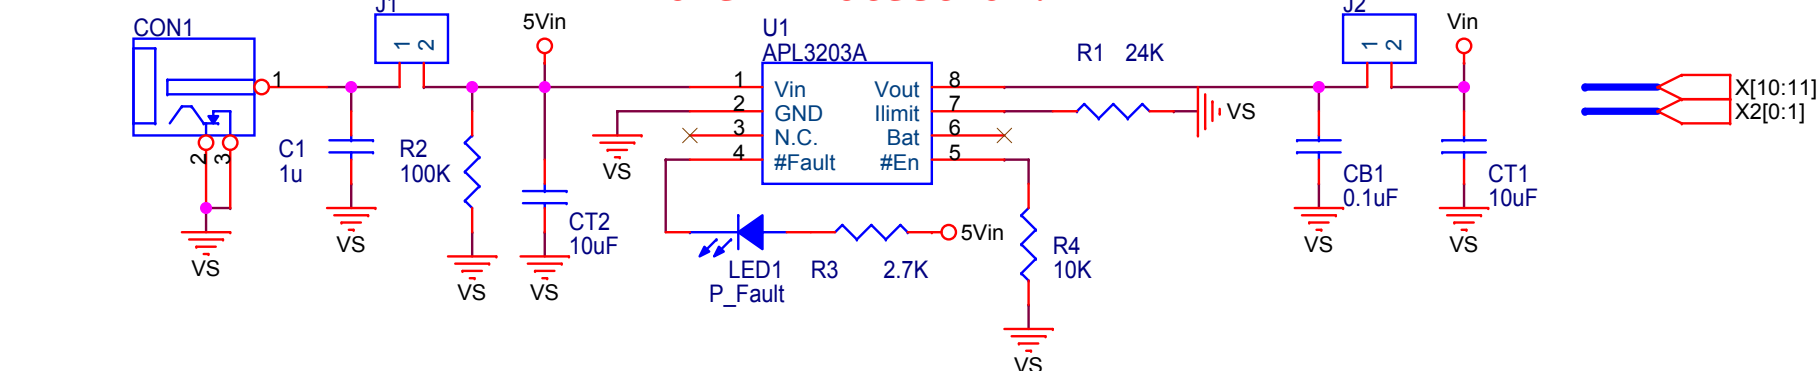 J1
J2
5Vin
Vin
CON1
U1
APL3203A
R1 24K
1
1 2
1 2
1
Vin
Vout
8
X[10:11]
2
GND
Ilimit
7
VS
X2[0:1]
3
N.C.
Bat
6
4
#Fault
#En
5
2
3
C1
1u
R2
100K
VS
CB1
0.1uF
CT1
10uF
CT2
10uF
5Vin
VS
VS
VS
VS
R4
10K
LED1
R3
2.7K
P_Fault
VS
VS
VS